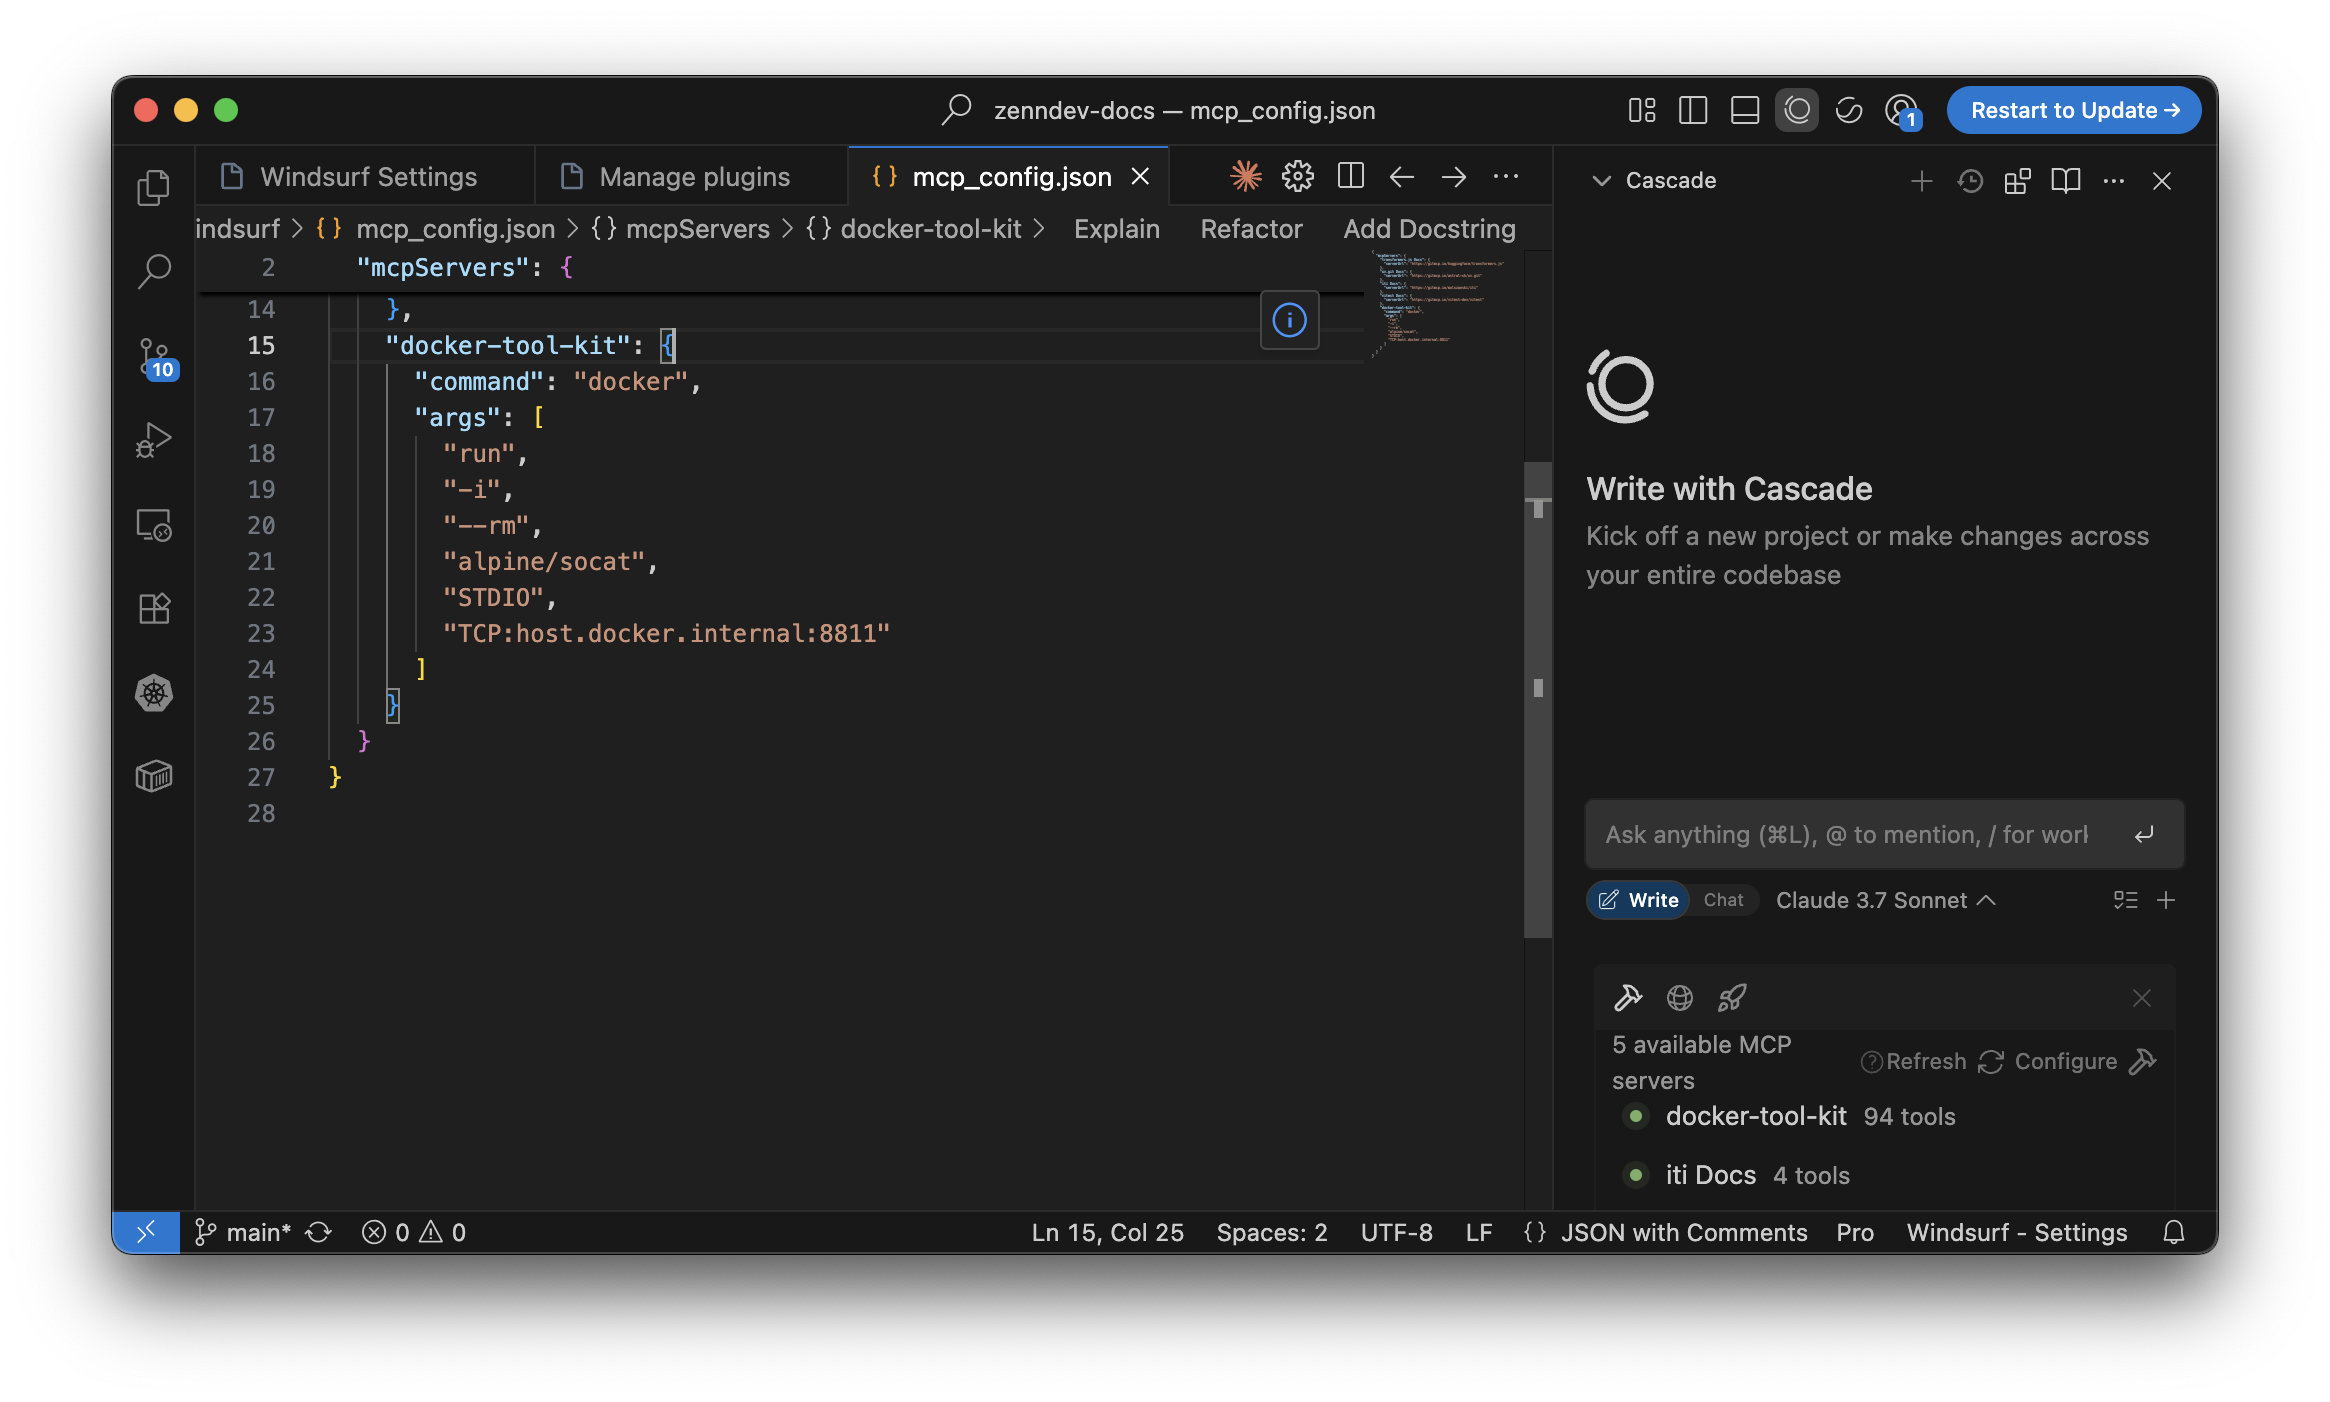 zenndev-docs — mcp_config.json
1
Restart to Update
Windsurf Settings
Manage plugins
mcp_config.json
indsurf > {} mcp_config.json > {} mcpServers > {} docker-tool-kit >
Explain Refactor Add Docstring
2 "mcpServers": {
14 },
15 "docker-tool-kit": {
16 "command": "docker",
17 "args": [
18 "run",
19 "-i",
20 "--rm",
21 "alpine/socat",
22 "STDIO",
23 "TCP:host.docker.internal:8811"
24 ]
25 }
26 }
27 }
28
10
Cascade
Write with Cascade
Kick off a new project or make changes across
your entire codebase
Ask anything (⌘L), @ to mention, / for work
Write Chat Claude 3.7 Sonnet
5 available MCP
servers
Refresh Configure
docker-tool-kit 94 tools
iti Docs 4 tools
main* 0 0
Ln 15, Col 25 Spaces: 2 UTF-8 LF {} JSON with Comments Pro Windsurf - Settings